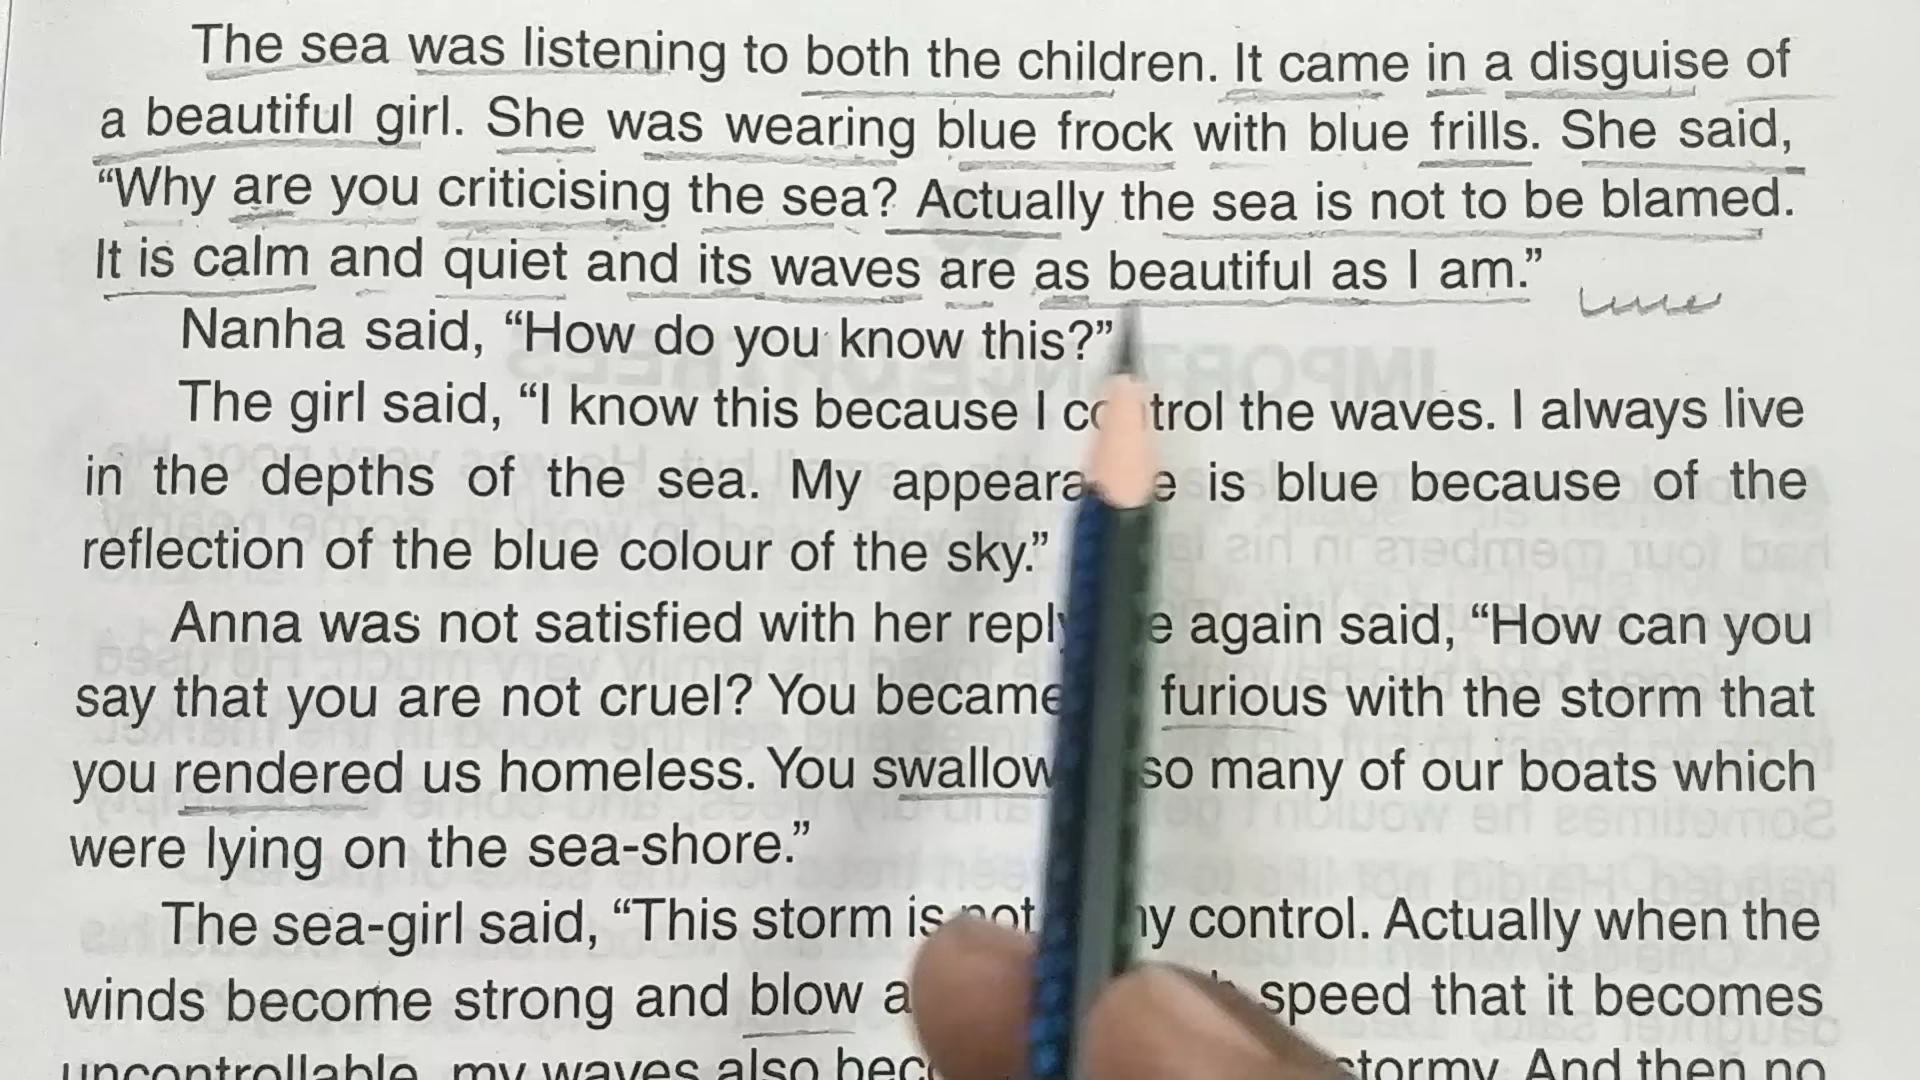 The sea was listening to both the children. It came in a disguise of
a beautiful girl. She was wearing blue frock with blue frills. She said,
“Why are you criticising the sea? Actually the sea is not to be blamed.
It is calm and quiet and its waves are as beautiful as I am.”
Nanha said, “How do you know this?”
The girl said, “I know this because I control the waves. I always live
in the depths of the sea. My appearance is blue because of the
reflection of the blue colour of the sky.”
Anna was not satisfied with her reply. again said, “How can you
say that you are not cruel? You became furious with the storm that
you rendered us homeless. You swallowed so many of our boats which
were lying on the sea-shore.”
The sea-girl said, “This storm is not my control. Actually when the
winds become strong and blow speed that it becomes
uncontrollable, my waves also stormy. And then no